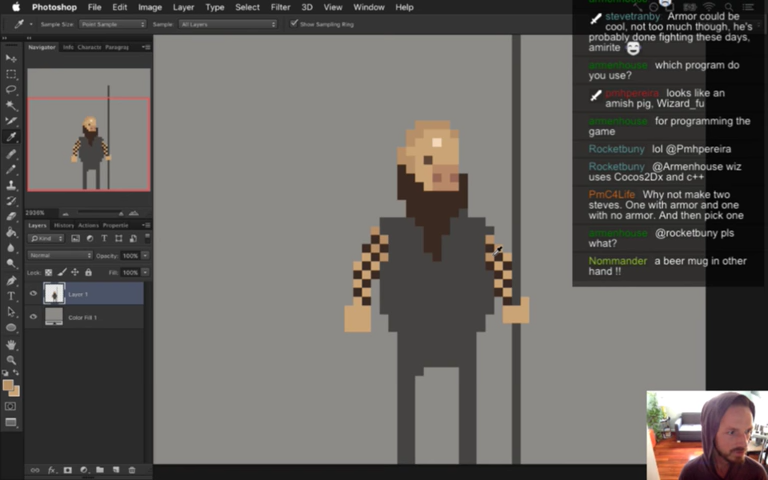 Photoshop File Edit Image Layer Type Select Filter 3D View Window Help
Sample Size: Point Sample Sample: All Layers Show Sampling Ring
Navigator Info Charact Paragra
2930%
Layers History Actions Properti
Kind
Normal Opacity: 100%
Lock: Fill: 100%
Layer 1
Color Fill 1
stevetranby Armor could be
cool, not too much though, he's
probably done fighting these days,
amirite
armenhouse which program do
you use?
pmhpereira looks like an
amish pig, Wizard_fu
armenhouse for programming the
game
Rocketbuny lol @Pmhpereira
Rocketbuny @Armenhouse wiz
uses Cocos2Dx and c++
PmC4Life Why not make two
steves. One with armor and one
with no armor. And then pick one
armenhouse @rocketbuny pls
what?
Nommander a beer mug in other
hand !!